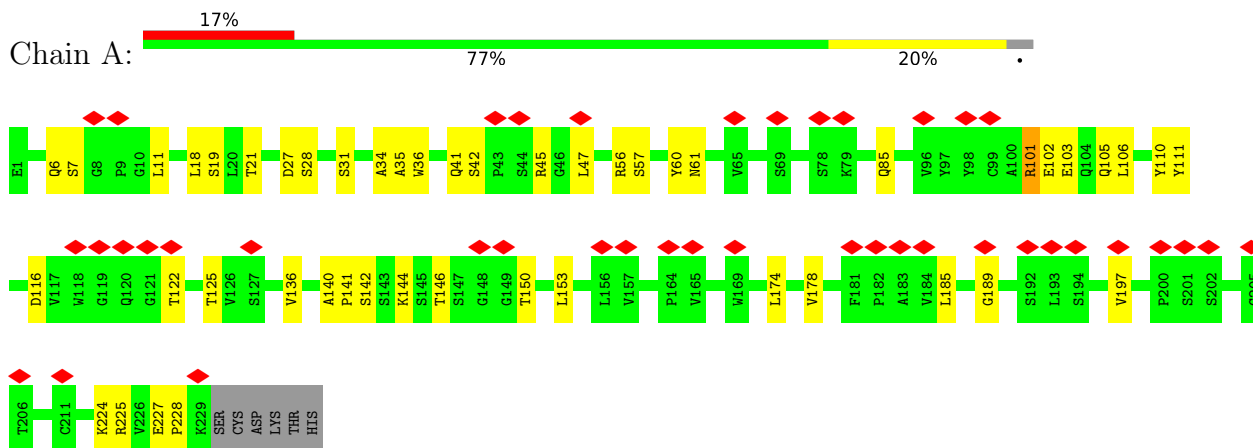 17%
Chain A:
77% 20% •
E1 Q6 S7 G8 P9 G10 L11 L18 S19 L20 T21 D27 S28 S31 A34 A35 W36 Q41 S42 P43 S44 R45 G46 L47 R56 S57 Y60 N61 V65 S69 S78 K79 Q85 V96 Y97 Y98 C99 A100 R101 E102 E103 Q104 Q105 L106 Y110 Y111
D116 V117 W118 G119 Q120 G121 T122 T125 V126 S127 V136 A140 P141 S142 S143 K144 S145 T146 S147 G148 G149 T150 L153 L156 V157 P164 V165 W169 L174 V178 F181 P182 A183 V184 L185 G189 S192 L193 S194 V197 P200 S201 S202
T206 C211 K224 R225 V226 E227 P228 K229 SER CYS ASP LYS THR HIS